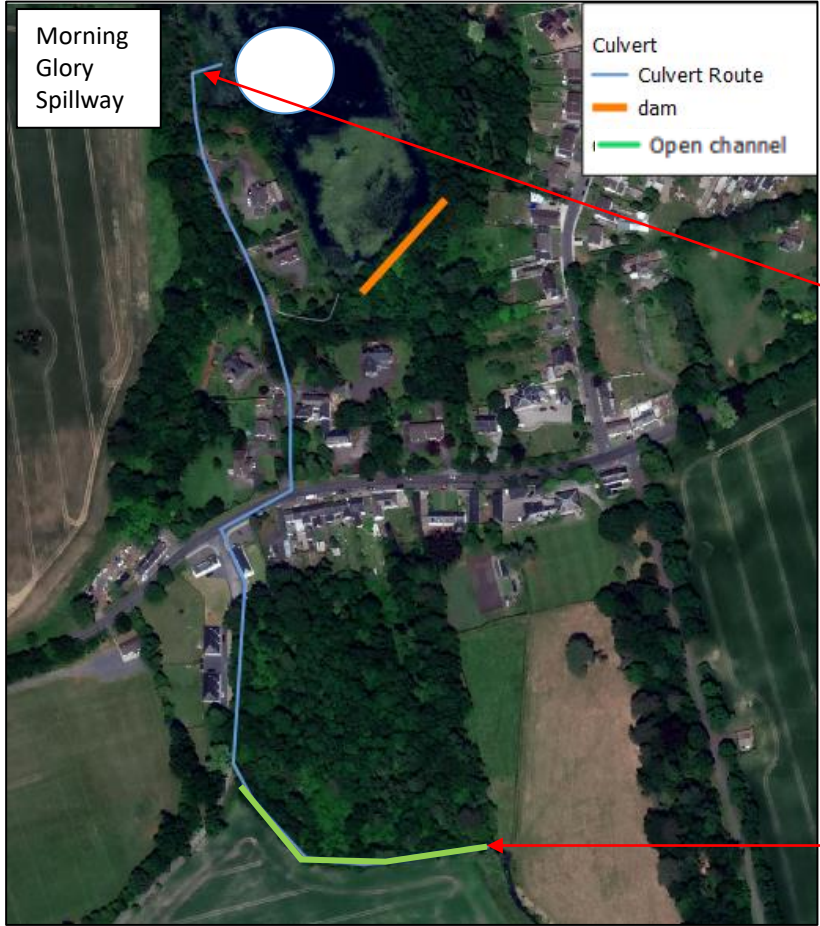 Morning
Glory
Spillway
Culvert
Culvert Route
dam
Open channel